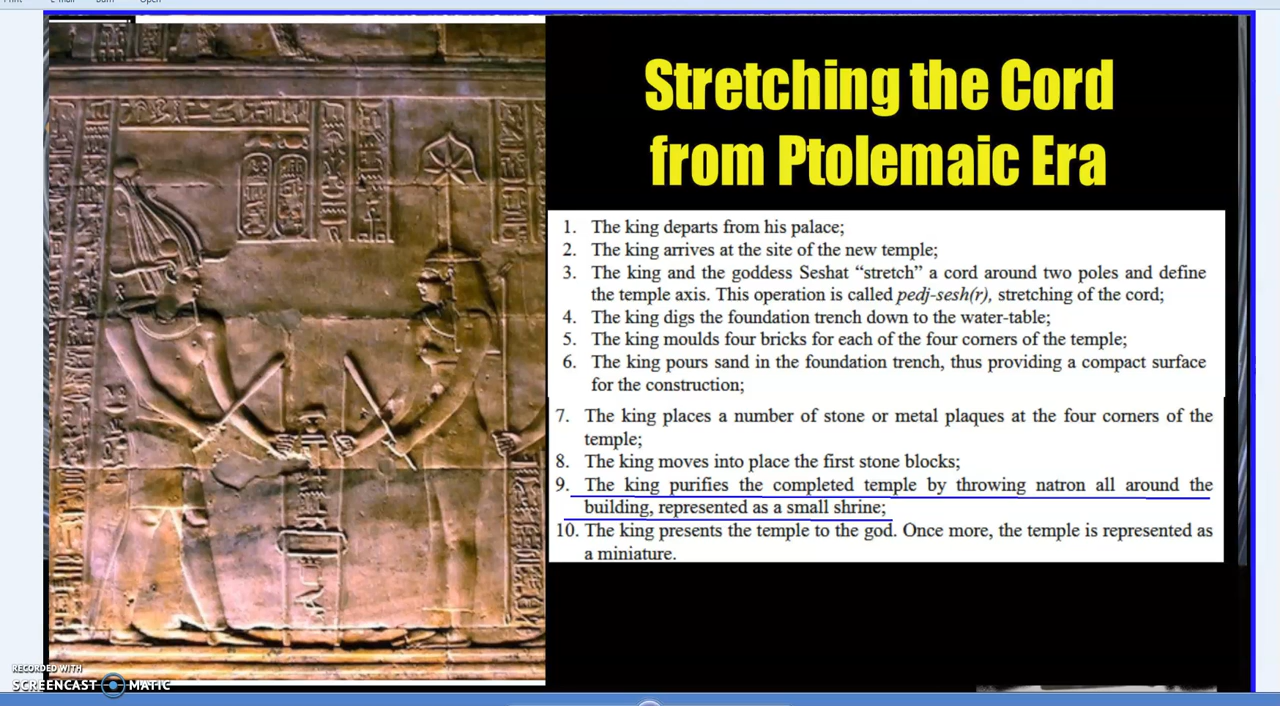 Print
E-mail
Burn
Open
Stretching the Cord
from Ptolemaic Era
1. The king departs from his palace;
2. The king arrives at the site of the new temple;
3. The king and the goddess Seshat “stretch” a cord around two poles and define
the temple axis. This operation is called pedj-sesh(r), stretching of the cord;
4. The king digs the foundation trench down to the water-table;
5. The king moulds four bricks for each of the four corners of the temple;
6. The king pours sand in the foundation trench, thus providing a compact surface
for the construction;
7. The king places a number of stone or metal plaques at the four corners of the
temple;
8. The king moves into place the first stone blocks;
9. The king purifies the completed temple by throwing natron all around the
building, represented as a small shrine;
10. The king presents the temple to the god. Once more, the temple is represented as
a miniature.
RECORDED WITH
SCREENCAST MATIC